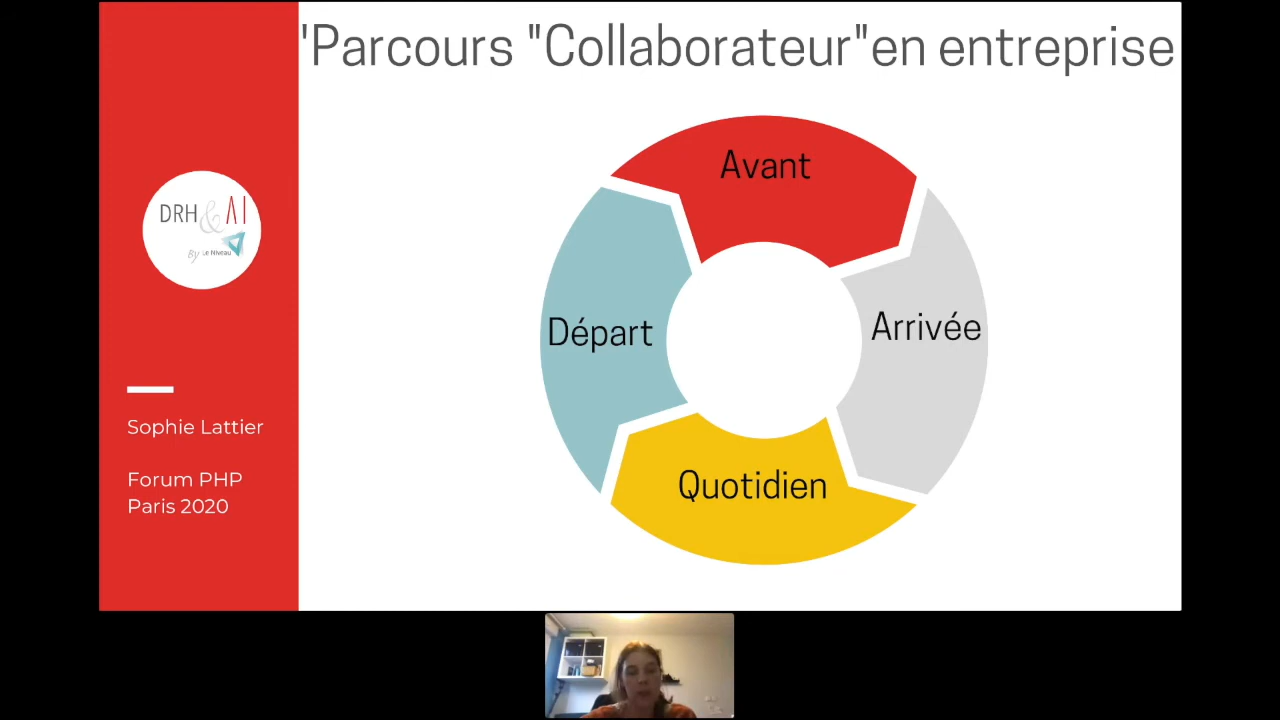 'Parcours "Collaborateur"en entreprise
DRH & AI
By Le Niveau
Sophie Lattier
Forum PHP
Paris 2020
Avant
Arrivée
Quotidien
Départ